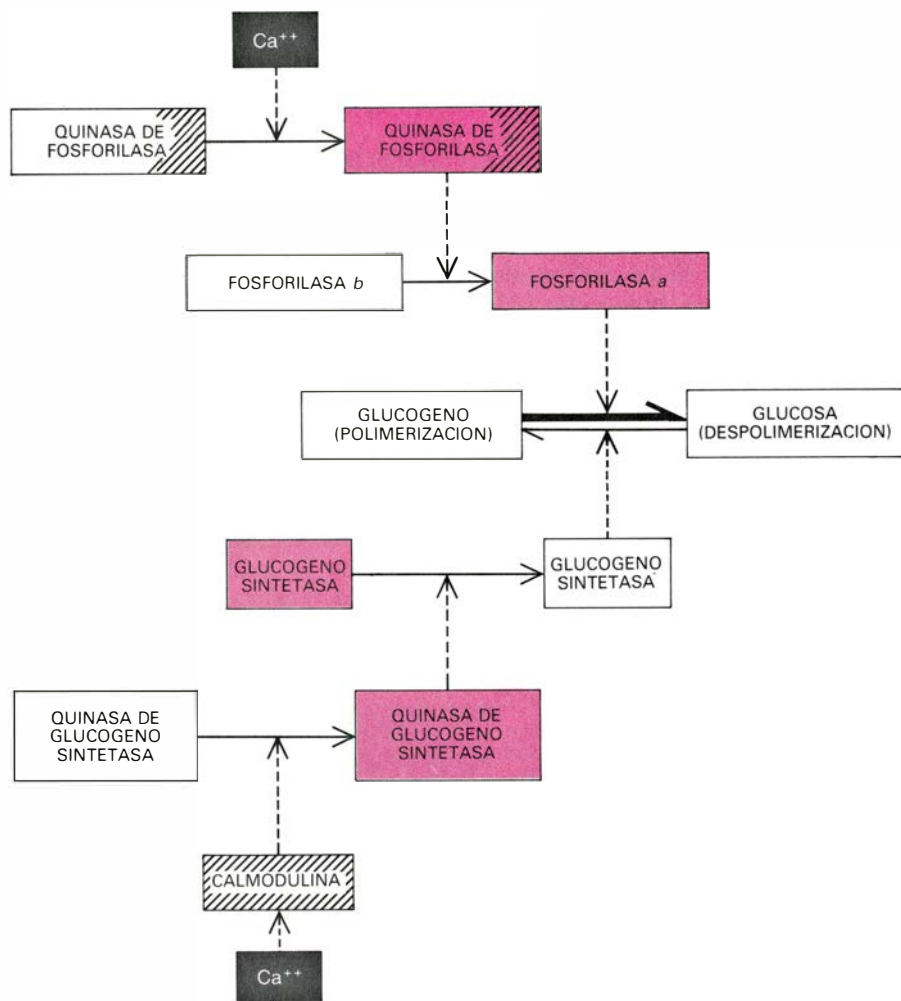 Ca++
QUINASA DE
FOSFORILASA
QUINASA DE
FOSFORILASA
FOSFORILASA b
FOSFORILASA a
GLUCOGENO
(POLIMERIZACION)
GLUCOSA
(DESPOLIMERIZACION)
GLUCOGENO
SINTETASA
GLUCOGENO
SINTETASA
QUINASA DE
GLUCOGENO
SINTETASA
QUINASA DE
GLUCOGENO
SINTETASA
CALMODULINA
Ca++